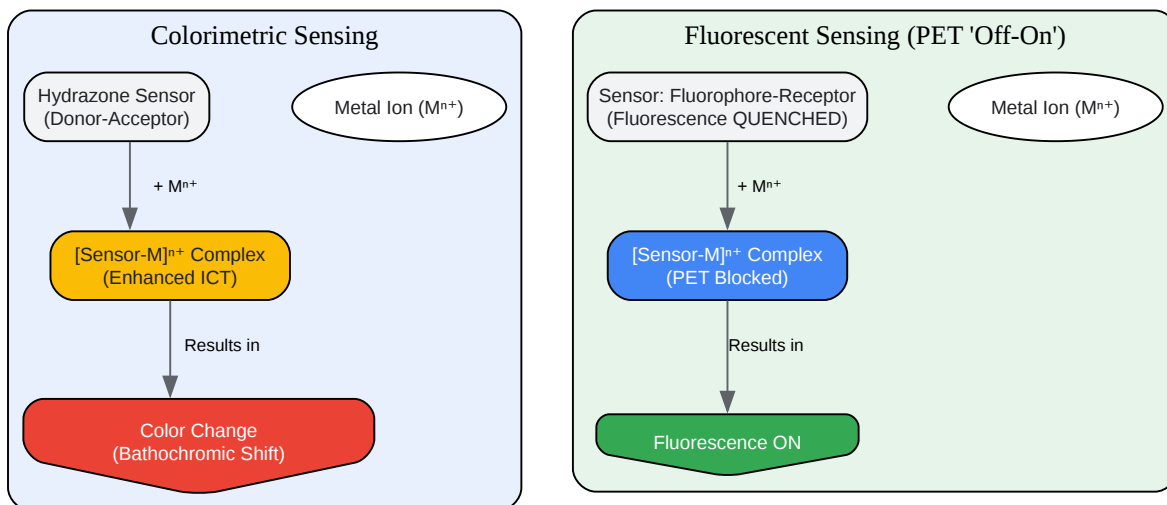 Colorimetric Sensing
Hydrazone Sensor
(Donor-Acceptor)
Metal Ion (Mⁿ⁺)
+ Mⁿ⁺
[Sensor-M]ⁿ⁺ Complex
(Enhanced ICT)
Results in
Color Change
(Bathochromic Shift)
Fluorescent Sensing (PET 'Off-On')
Sensor: Fluorophore-Receptor
(Fluorescence QUENCHED)
Metal Ion (Mⁿ⁺)
+ Mⁿ⁺
[Sensor-M]ⁿ⁺ Complex
(PET Blocked)
Results in
Fluorescence ON